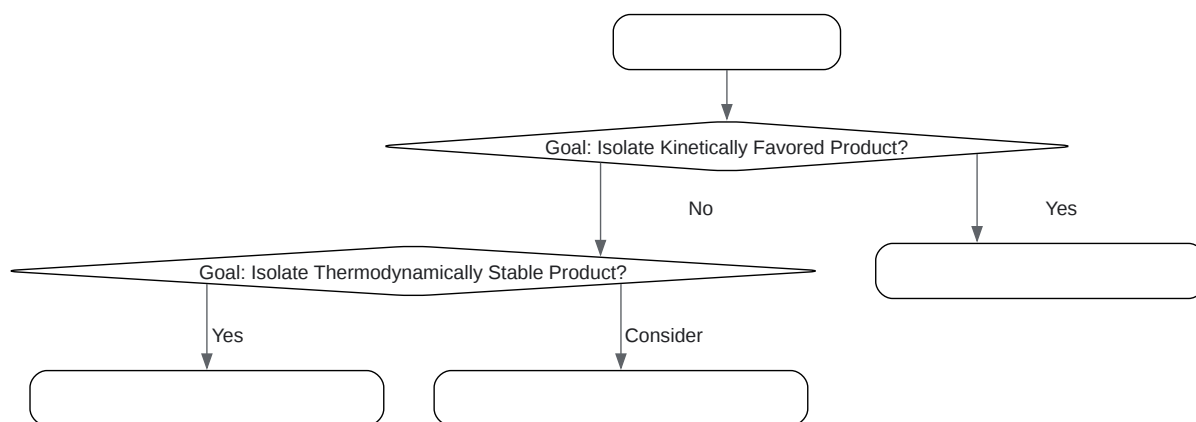 Goal: Isolate Kinetically Favored Product?
No
Yes
Goal: Isolate Thermodynamically Stable Product?
Yes
Consider